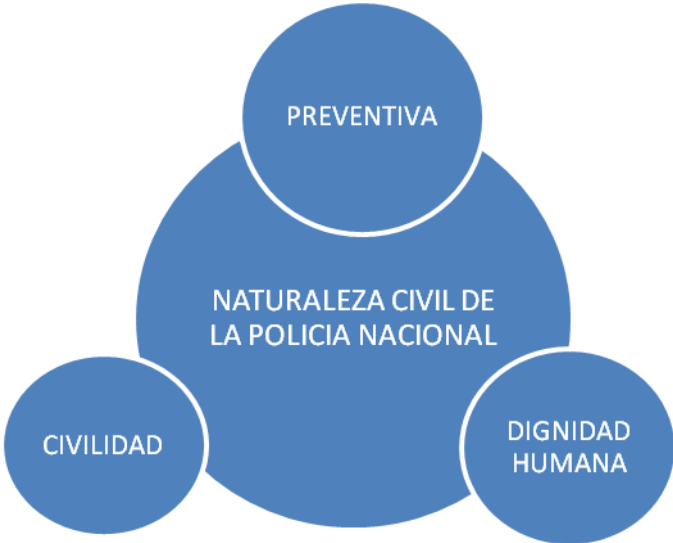 PREVENTIVA
NATURALEZA CIVIL DE
LA POLICIA NACIONAL
CIVILIDAD
DIGNIDAD
HUMANA